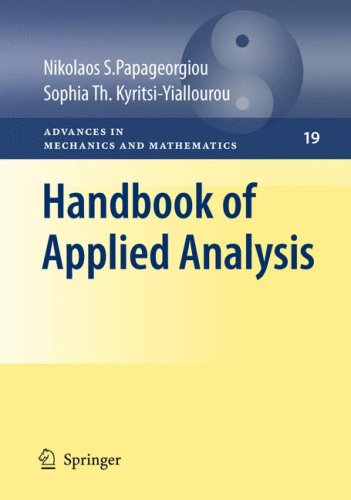 Nikolaos S.Papageorgiou
Sophia Th. Kyritsi-Yiallourou
ADVANCES IN
MECHANICS AND MATHEMATICS
19
Handbook of
Applied Analysis
Springer